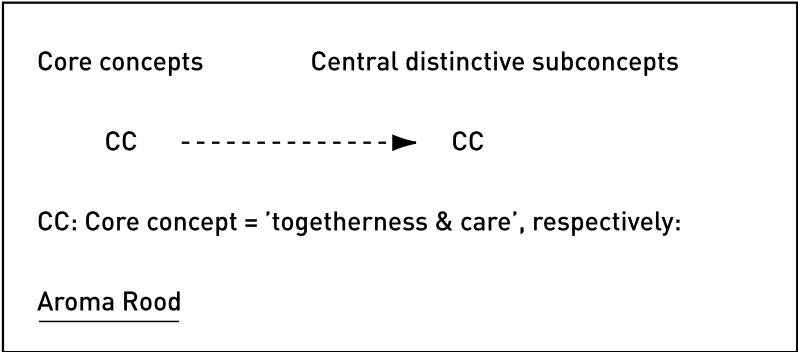 Core concepts Central distinctive subconcepts
CC CC
CC: Core concept = ’togetherness & care’, respectively:
Aroma Rood